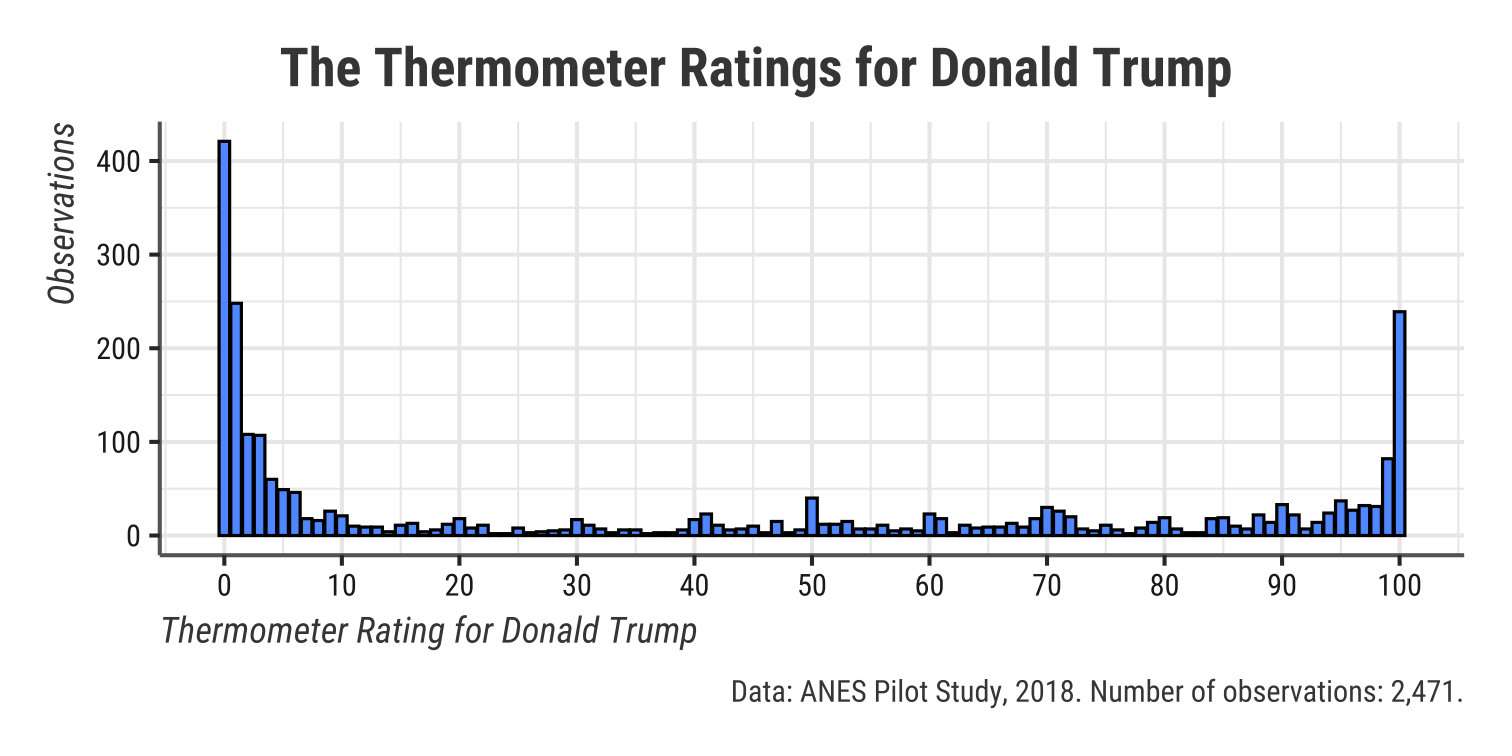 The Thermometer Ratings for Donald Trump
Observations
400
300
200
100
0
0 10 20 30 40 50 60 70 80 90 100
Thermometer Rating for Donald Trump
Data: ANES Pilot Study, 2018. Number of observations: 2,471.